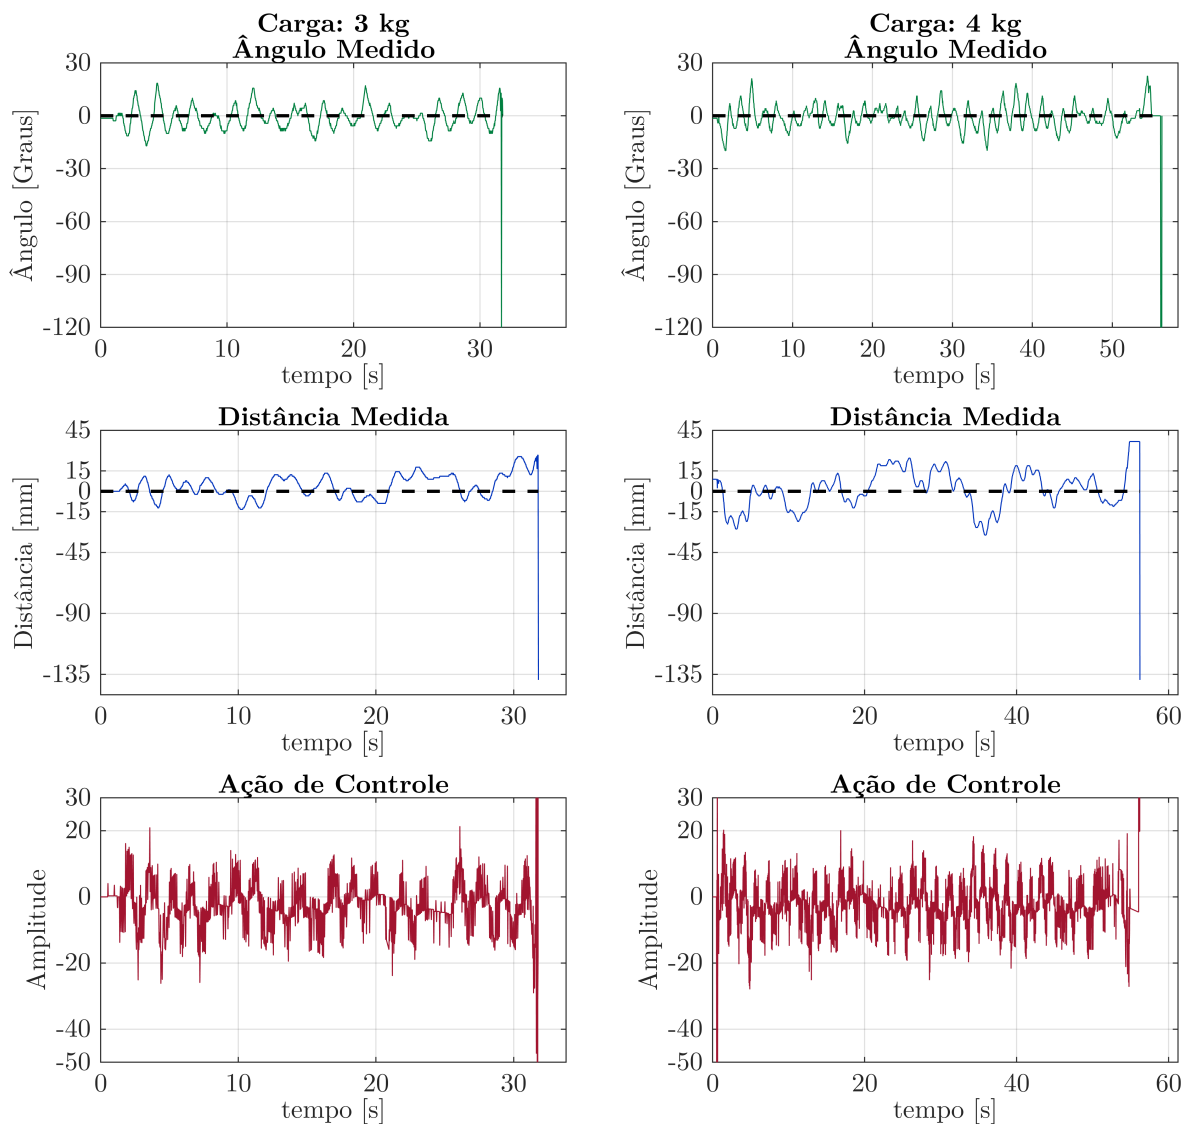 Carga: 3 kg
Ângulo Medido
30
0
-30
-60
-90
-120
Ângulo [Graus]
0 10 20 30
tempo [s]
Carga: 4 kg
Ângulo Medido
30
0
-30
-60
-90
-120
Ângulo [Graus]
0 10 20 30 40 50
tempo [s]
Distância Medida
45
15
0
-15
-45
-90
-135
Distância [mm]
0 10 20 30
tempo [s]
Distância Medida
45
15
0
-15
-45
-90
-135
Distância [mm]
0 20 40 60
tempo [s]
Ação de Controle
30
20
0
-20
-40
-50
Amplitude
0 10 20 30
tempo [s]
Ação de Controle
30
20
0
-20
-40
-50
Amplitude
0 20 40 60
tempo [s]